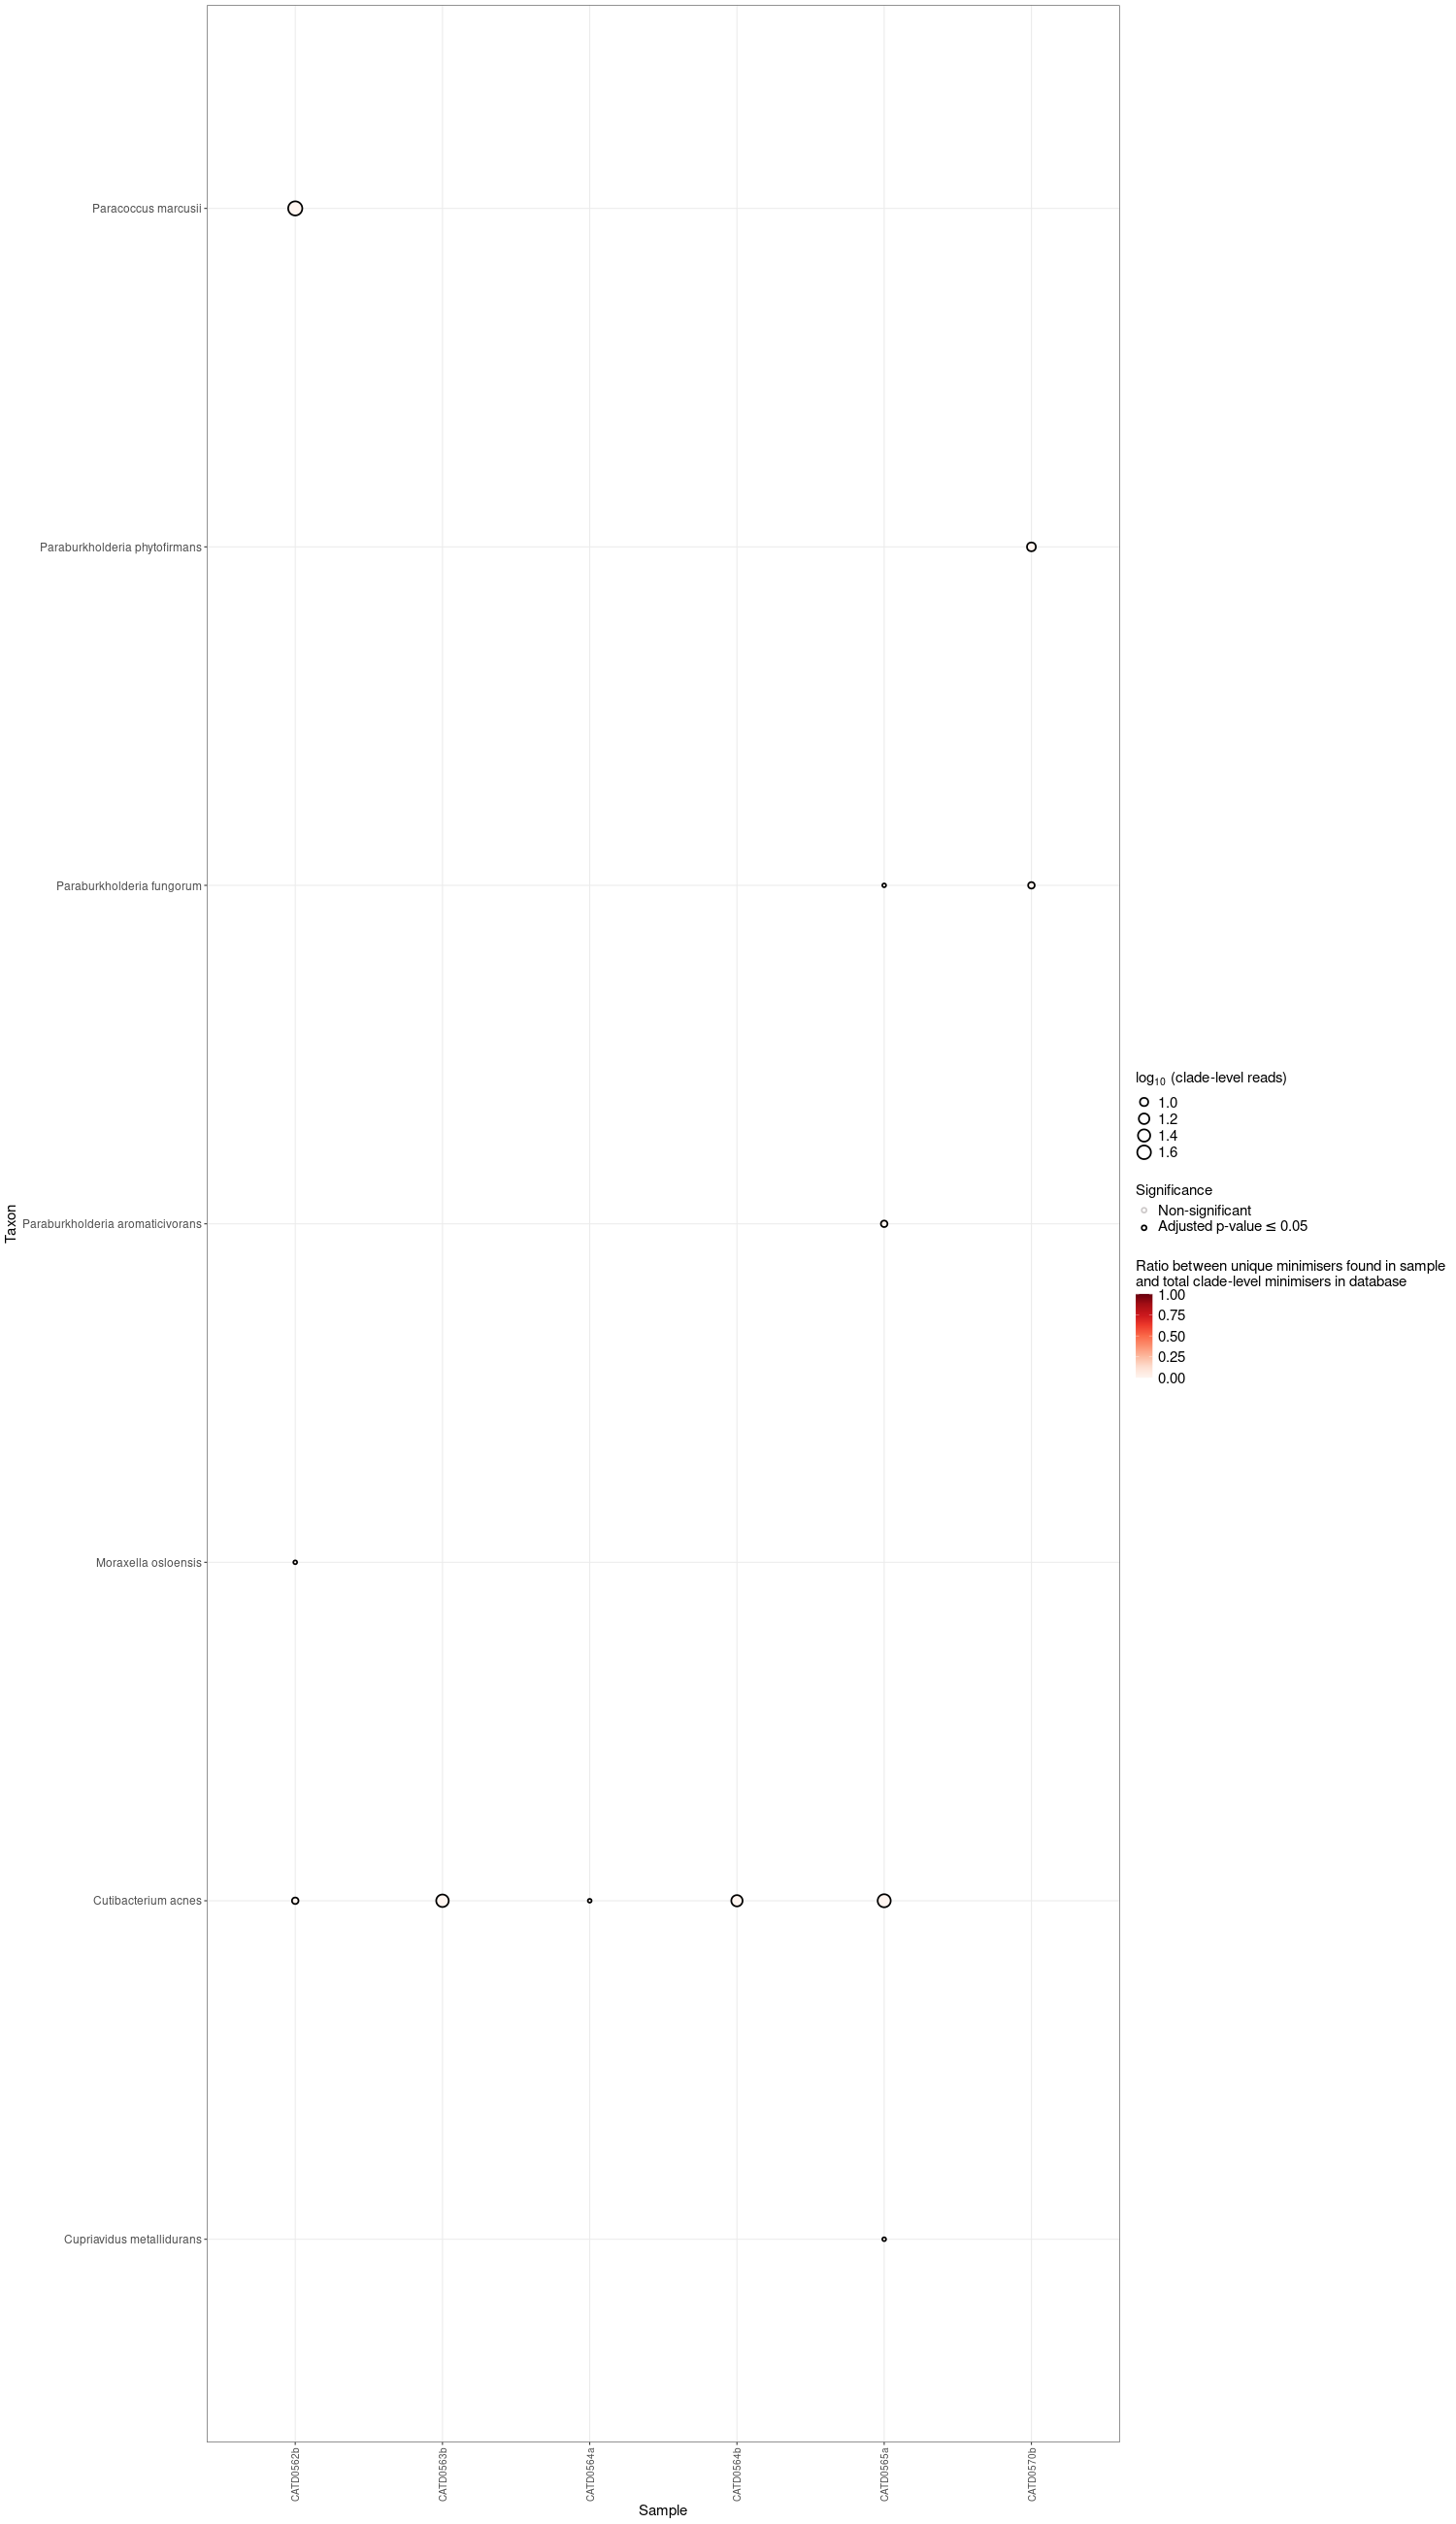 Taxon
Paracoccus marcusii
Paraburkholderia phytofirmans
Paraburkholderia fungorum
Paraburkholderia aromaticivorans
Moraxella osloensis
Cutibacterium acnes
Cupriavidus metallidurans
CATD0562b
CATD0563b
CATD0564a
CATD0564b
CATD0565a
CATD0570b
Sample
log10 (clade-level reads)
1.0
1.2
1.4
1.6
Significance
Non-significant
Adjusted p-value ≤ 0.05
Ratio between unique minimisers found in sample
and total clade-level minimisers in database
1.00
0.75
0.50
0.25
0.00